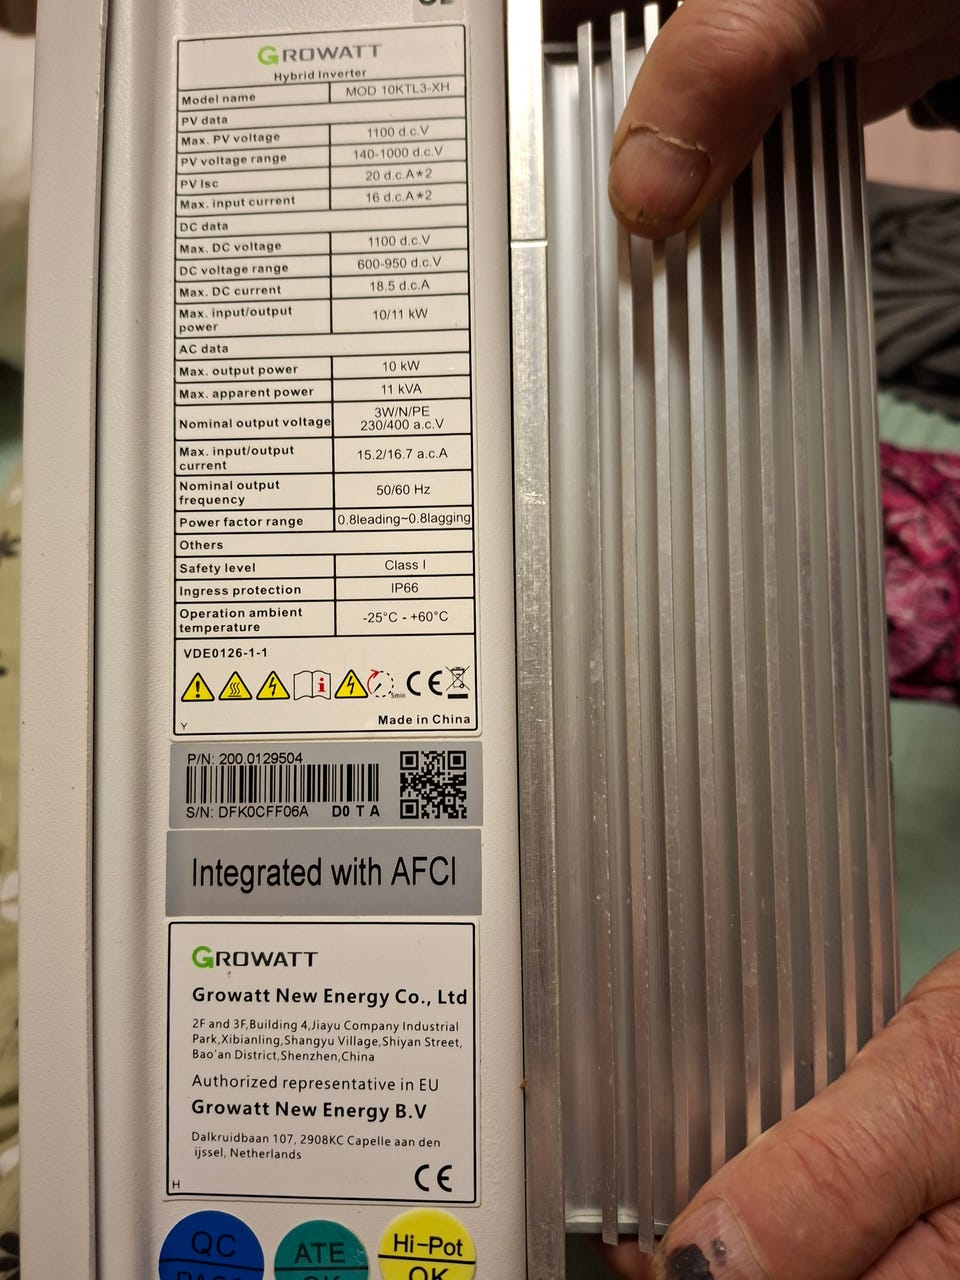 GROWATT
Hybrid Inverter
Model name MOD 10KTL3-XH
PV data
Max. PV voltage 1100 d.c.V
PV voltage range 140-1000 d.c.V
PV Isc 20 d.c.A*2
Max. input current 16 d.c.A*2
DC data
Max. DC voltage 1100 d.c.V
DC voltage range 600-950 d.c.V
Max. DC current 18.5 d.c.A
Max. input/output
power 10/11 kW
AC data
Max. output power 10 kW
Max. apparent power 11 kVA
Nominal output voltage 3W/N/PE
230/400 a.c.V
Max. input/output
current 15.2/16.7 a.c.A
Nominal output
frequency 50/60 Hz
Power factor range 0.8leading~0.8lagging
Others
Safety level Class I
Ingress protection IP66
Operation ambient
temperature -25°C - +60°C
VDE0126-1-1
5min CE
Y Made in China
P/N: 200.0129504
S/N: DFK0CFF06A D0 T A
Integrated with AFCI
GROWATT
Growatt New Energy Co., Ltd
2F and 3F,Building 4,Jiayu Company Industrial
Park,Xibianling,Shangyu Village,Shiyan Street,
Bao'an District,Shenzhen,China
Authorized representative in EU
Growatt New Energy B.V
Dalkruidbaan 107, 2908KC Capelle aan den
ijssel, Netherlands
H CE
QC
PASS
ATE
OK
Hi-Pot
OK